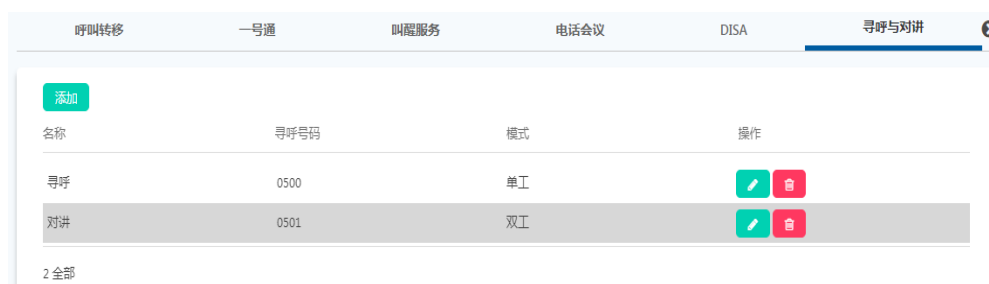 呼叫转移 一号通 叫醒服务 电话会议 DISA 寻呼与对讲
添加
名称 寻呼号码 模式 操作
寻呼 0500 单工
对讲 0501 双工
2 全部